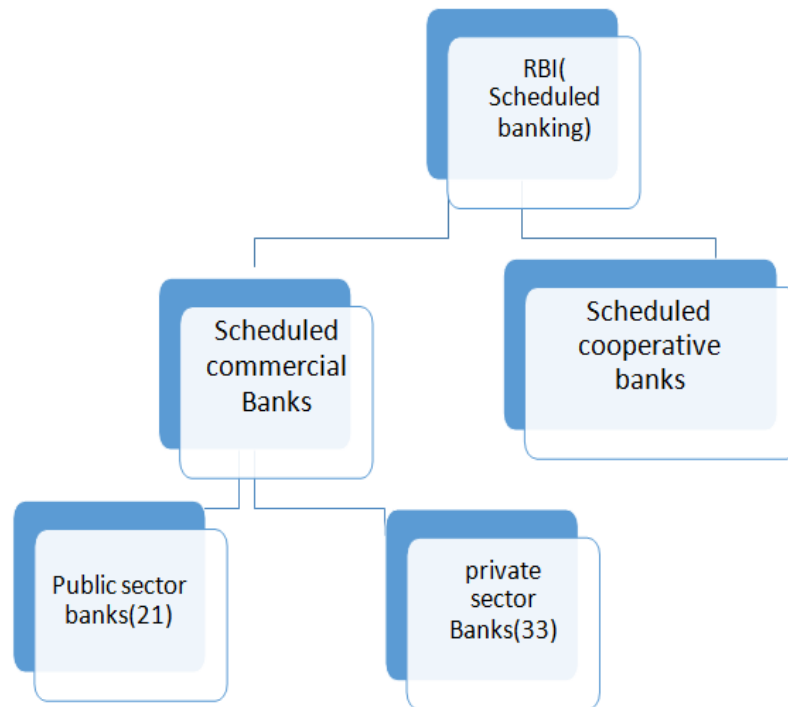 RBI(
Scheduled
banking)
Scheduled
commercial
Banks
Scheduled
cooperative
banks
Public sector
banks(21)
private
sector
Banks(33)